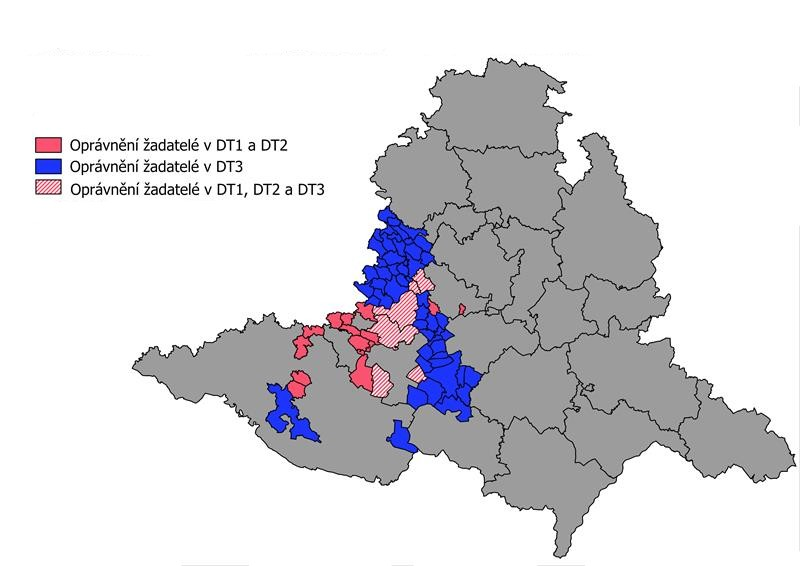 Oprávnění žadatelé v DT1 a DT2
Oprávnění žadatelé v DT3
Oprávnění žadatelé v DT1, DT2 a DT3